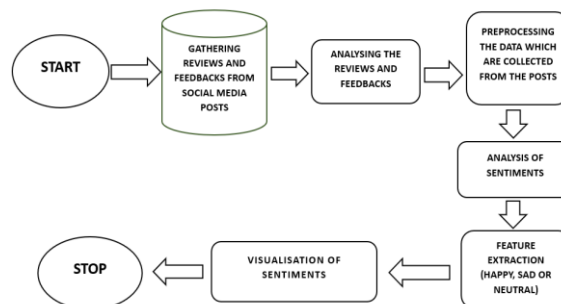 START
GATHERING
REVIEWS AND
FEEDBACKS FROM
SOCIAL MEDIA
POSTS
ANALYSING THE
REVIEWS AND
FEEDBACKS
PREPROCESSING
THE DATA WHICH
ARE COLLECTED
FROM THE POSTS
ANALYSIS OF
SENTIMENTS
FEATURE
EXTRACTION
(HAPPY, SAD OR
NEUTRAL)
VISUALISATION OF
SENTIMENTS
STOP